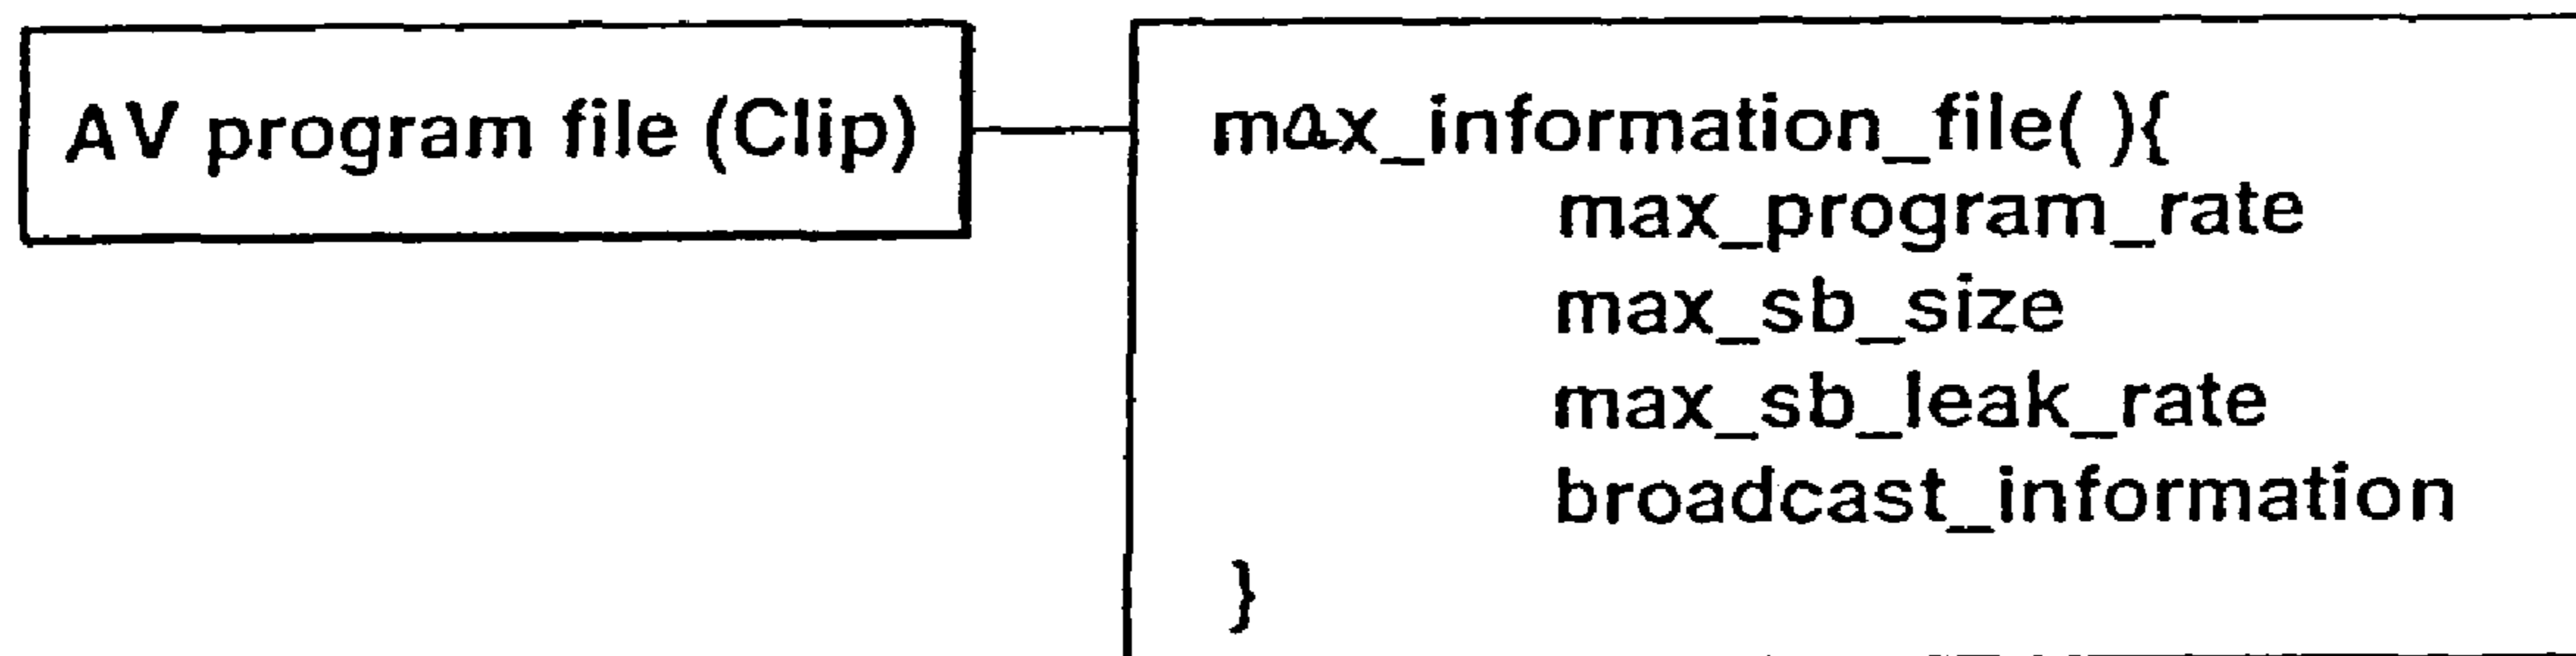 AV program file (Clip)
max_information_file( ){
max_program_rate
max_sb_size
max_sb_leak_rate
broadcast_information
}